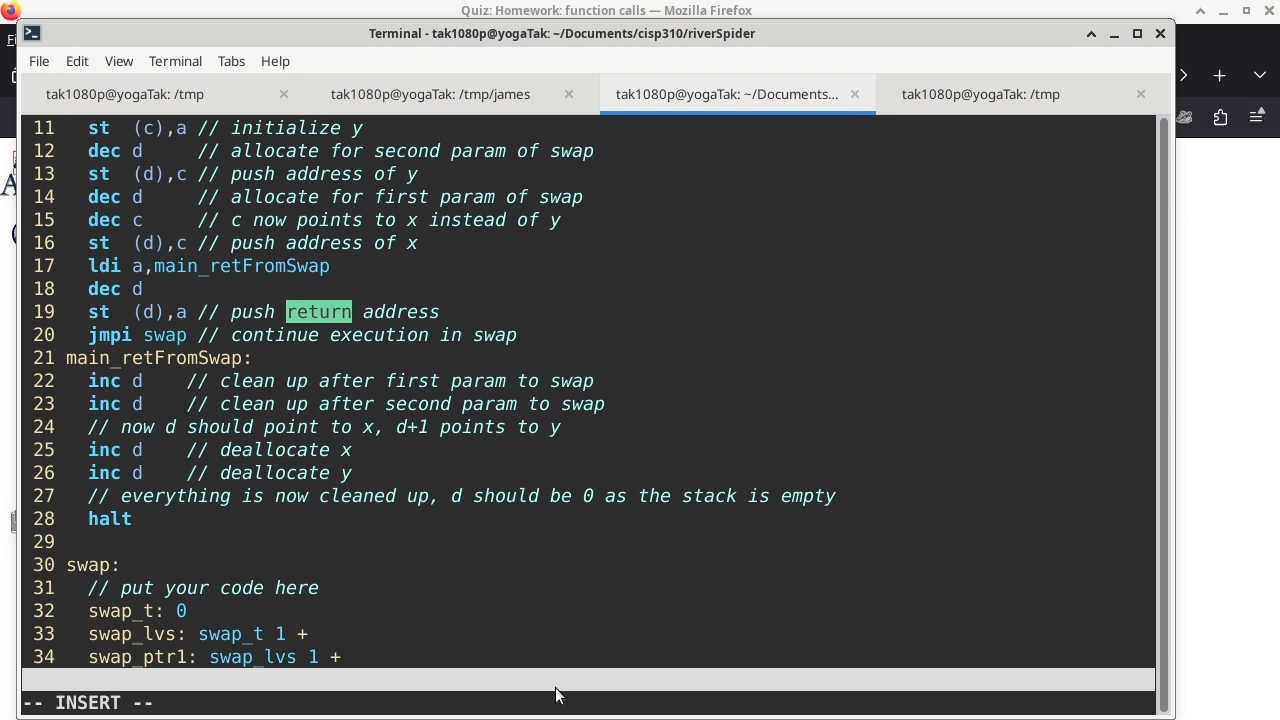 Quiz: Homework: function calls — Mozilla Firefox
Terminal - tak1080p@yogaTak: ~/Documents/cisp310/riverSpider
File Edit View Terminal Tabs Help
tak1080p@yogaTak: /tmp tak1080p@yogaTak: /tmp/james tak1080p@yogaTak: ~/Documents... tak1080p@yogaTak: /tmp
11 st (c),a // initialize y
12 dec d // allocate for second param of swap
13 st (d),c // push address of y
14 dec d // allocate for first param of swap
15 dec c // c now points to x instead of y
16 st (d),c // push address of x
17 ldi a,main_retFromSwap
18 dec d
19 st (d),a // push return address
20 jmpi swap // continue execution in swap
21 main_retFromSwap:
22 inc d // clean up after first param to swap
23 inc d // clean up after second param to swap
24 // now d should point to x, d+1 points to y
25 inc d // deallocate x
26 inc d // deallocate y
27 // everything is now cleaned up, d should be 0 as the stack is empty
28 halt
29
30 swap:
31 // put your code here
32 swap_t: 0
33 swap_lvs: swap_t 1 +
34 swap_ptr1: swap_lvs 1 +
-- INSERT --